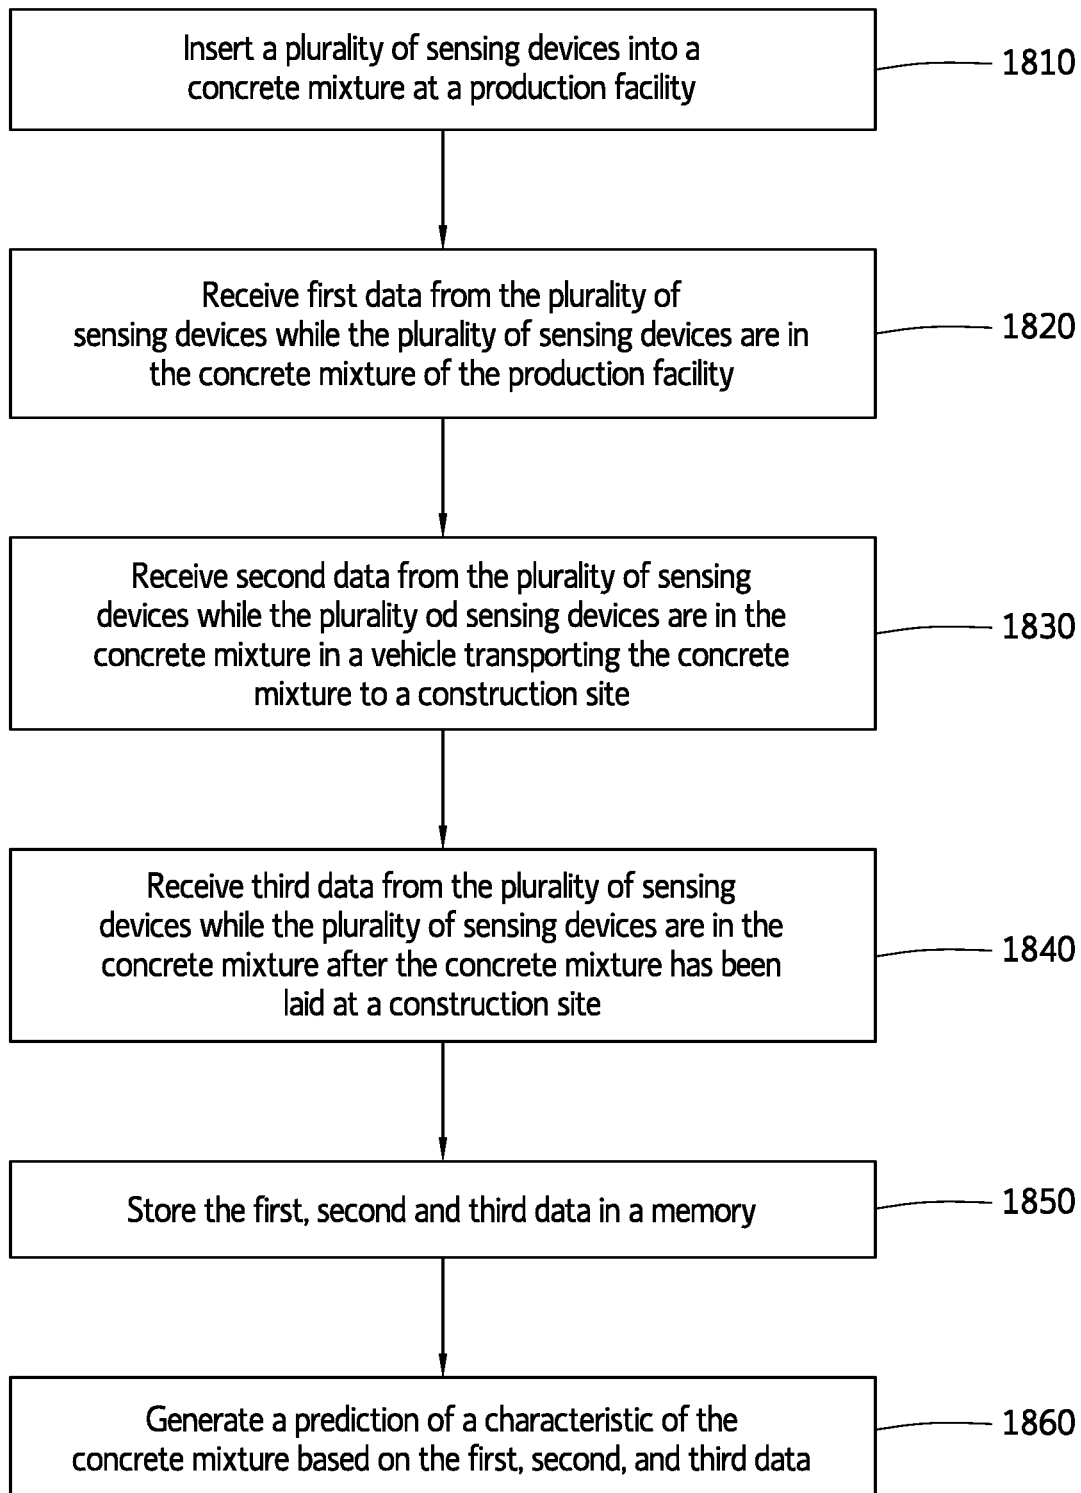 Insert a plurality of sensing devices into a
concrete mixture at a production facility
1810
Receive first data from the plurality of
sensing devices while the plurality of sensing devices are in
the concrete mixture of the production facility
1820
Receive second data from the plurality of sensing
devices while the plurality od sensing devices are in the
concrete mixture in a vehicle transporting the concrete
mixture to a construction site
1830
Receive third data from the plurality of sensing
devices while the plurality of sensing devices are in the
concrete mixture after the concrete mixture has been
laid at a construction site
1840
Store the first, second and third data in a memory
1850
Generate a prediction of a characteristic of the
concrete mixture based on the first, second, and third data
1860